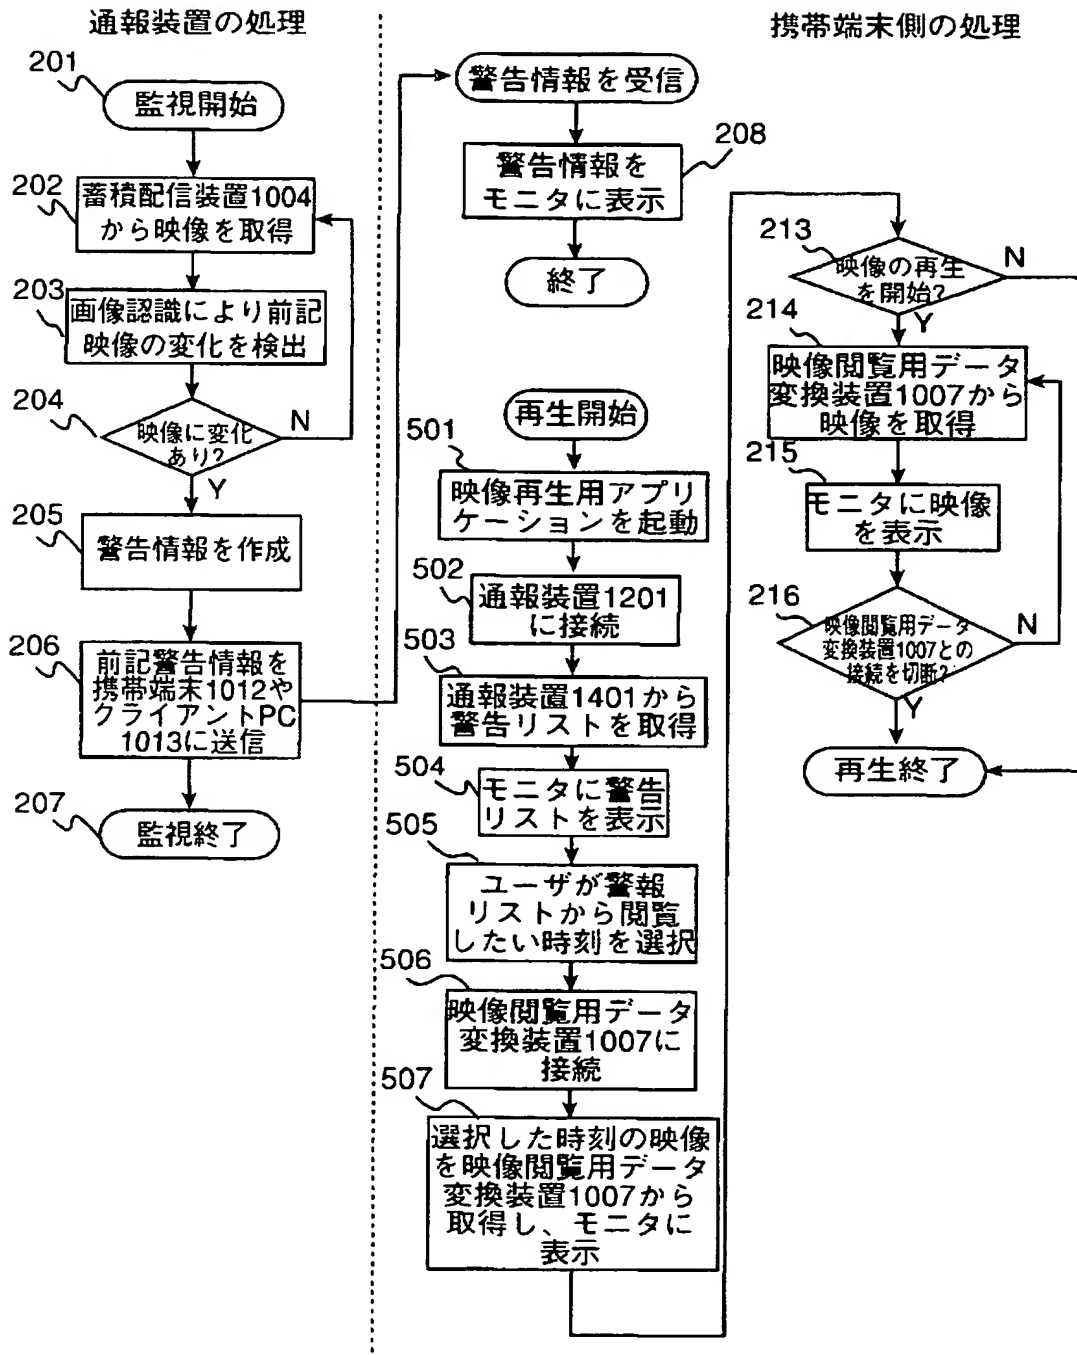 通報装置の処理
201
監視開始
202
蓄積配信装置1004
から映像を取得
203
画像認識により前記
映像の変化を検出
204
映像に変化
あり?
N
Y
205
警告情報を作成
206
前記警告情報を
携帯端末1012や
クライアントPC
1013に送信
207
監視終了
携帯端末側の処理
警告情報を受信
208
警告情報を
モニタに表示
終了
再生開始
501
映像再生用アプリ
ケーションを起動
502
通報装置1201
に接続
503
通報装置1401から
警告リストを取得
504
モニタに警告
リストを表示
505
ユーザが警報
リストから閲覧
したい時刻を選択
506
映像閲覧用データ
変換装置1007に
接続
507
選択した時刻の映像
を映像閲覧用データ
変換装置1007から
取得し、モニタに
表示
213
映像の再生
を開始?
N
Y
214
映像閲覧用データ
変換装置1007から
映像を取得
215
モニタに映像
を表示
216
映像閲覧用データ
変換装置1007との
接続を切断?
N
Y
再生終了